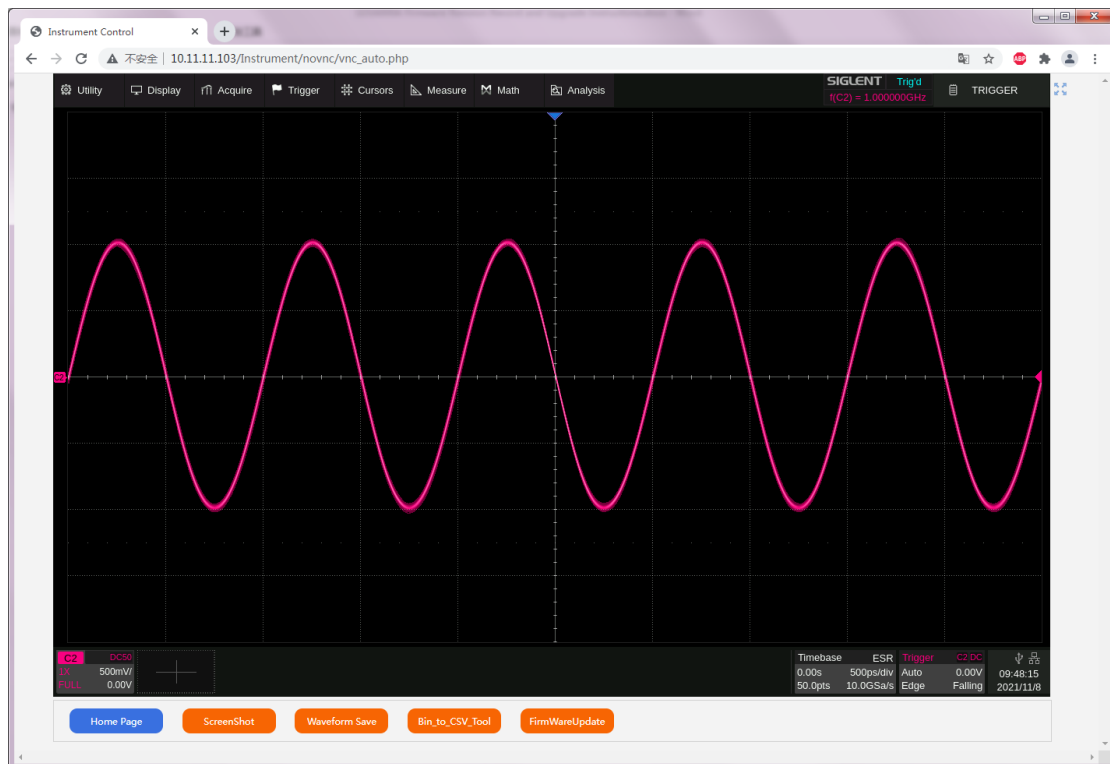 Instrument Control
不安全 | 10.11.11.103/Instrument/novnc/vnc_auto.php
ABP
Utility Display Acquire Trigger Cursors Measure Math Analysis
SIGLENT Trig'd
f(C2) = 1.000000GHz
TRIGGER
C2
C2 DC50
1X 500mV/
FULL 0.00V
Timebase ESR
0.00s 500ps/div
50.0pts 10.0GSa/s
Trigger C2 DC
Auto 0.00V
Edge Falling
09:48:15
2021/11/8
Home Page ScreenShot Waveform Save Bin_to_CSV_Tool FirmWareUpdate